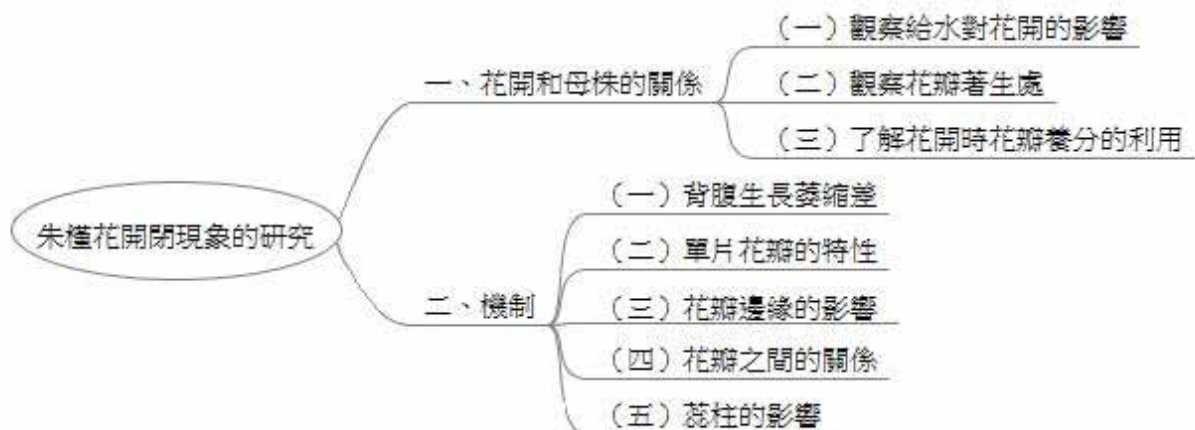 朱槿花開閉現象的研究
一、花開和母株的關係
（一）觀察給水對花開的影響
（二）觀察花瓣著生處
（三）了解花開時花瓣養分的利用
二、機制
（一）背腹生長萎縮差
（二）單片花瓣的特性
（三）花瓣邊緣的影響
（四）花瓣之間的關係
（五）蕊柱的影響